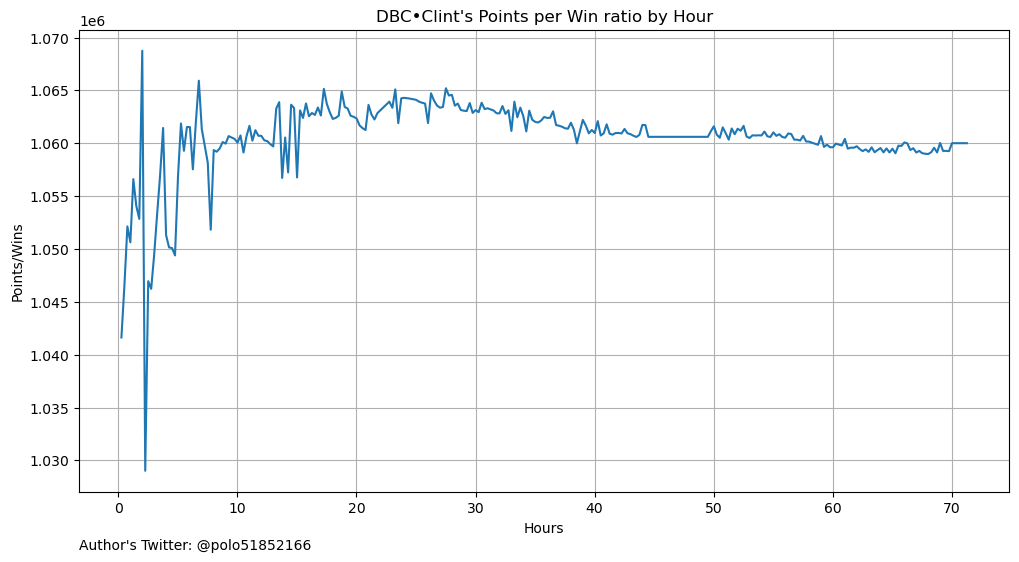 DBC•Clint's Points per Win ratio by Hour
1e6
1.070
1.065
1.060
1.055
1.050
1.045
1.040
1.035
1.030
Points/Wins
0 10 20 30 40 50 60 70
Hours
Author's Twitter: @polo51852166